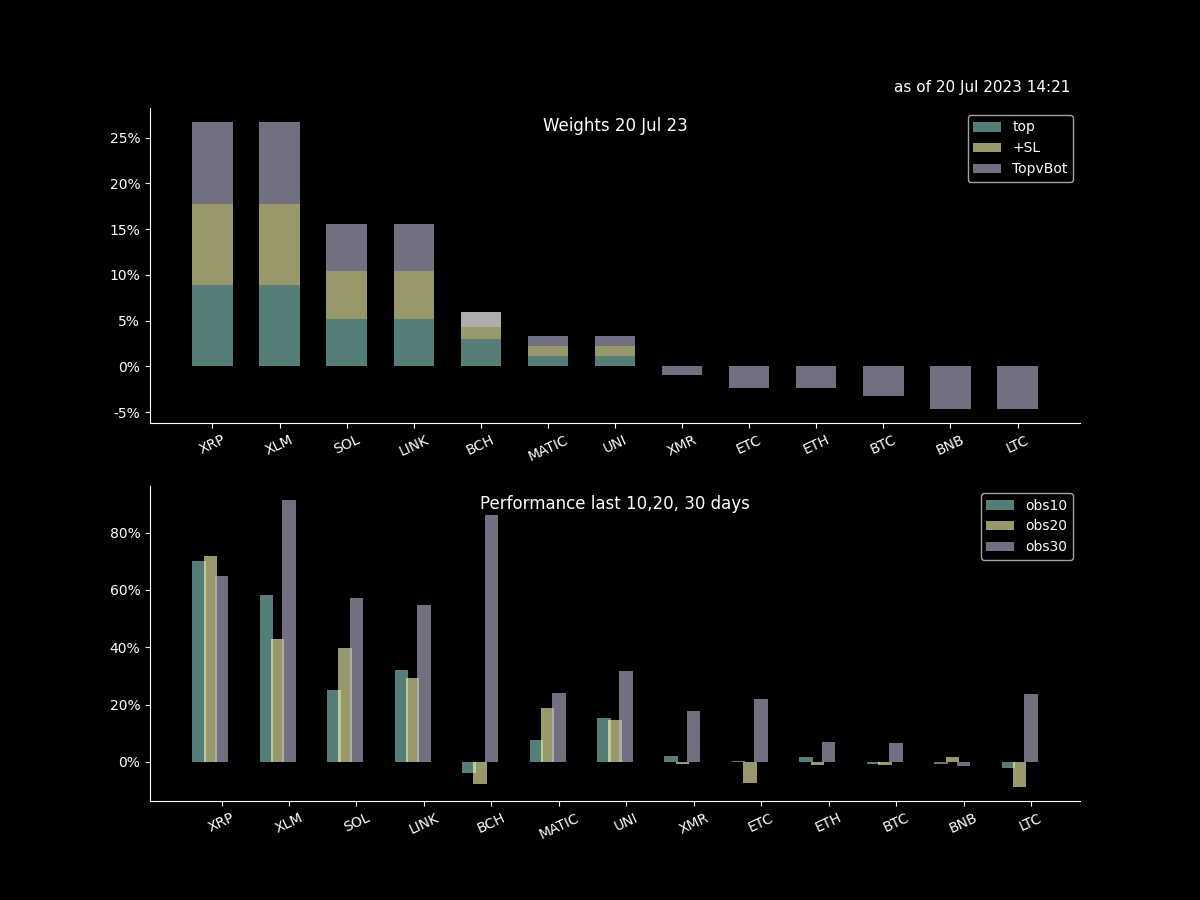 as of 20 Jul 2023 14:21
Weights 20 Jul 23
top
+SL
TopvBot
25%
20%
15%
10%
5%
0%
-5%
XRP XLM SOL LINK BCH MATIC UNI XMR ETC ETH BTC BNB LTC
Performance last 10,20, 30 days
obs10
obs20
obs30
80%
60%
40%
20%
0%
XRP XLM SOL LINK BCH MATIC UNI XMR ETC ETH BTC BNB LTC